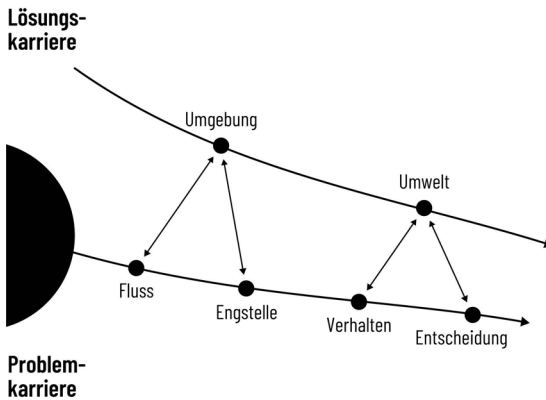 Lösungs-
karriere
Umgebung
Umwelt
Fluss
Engstelle
Verhalten
Entscheidung
Problem-
karriere